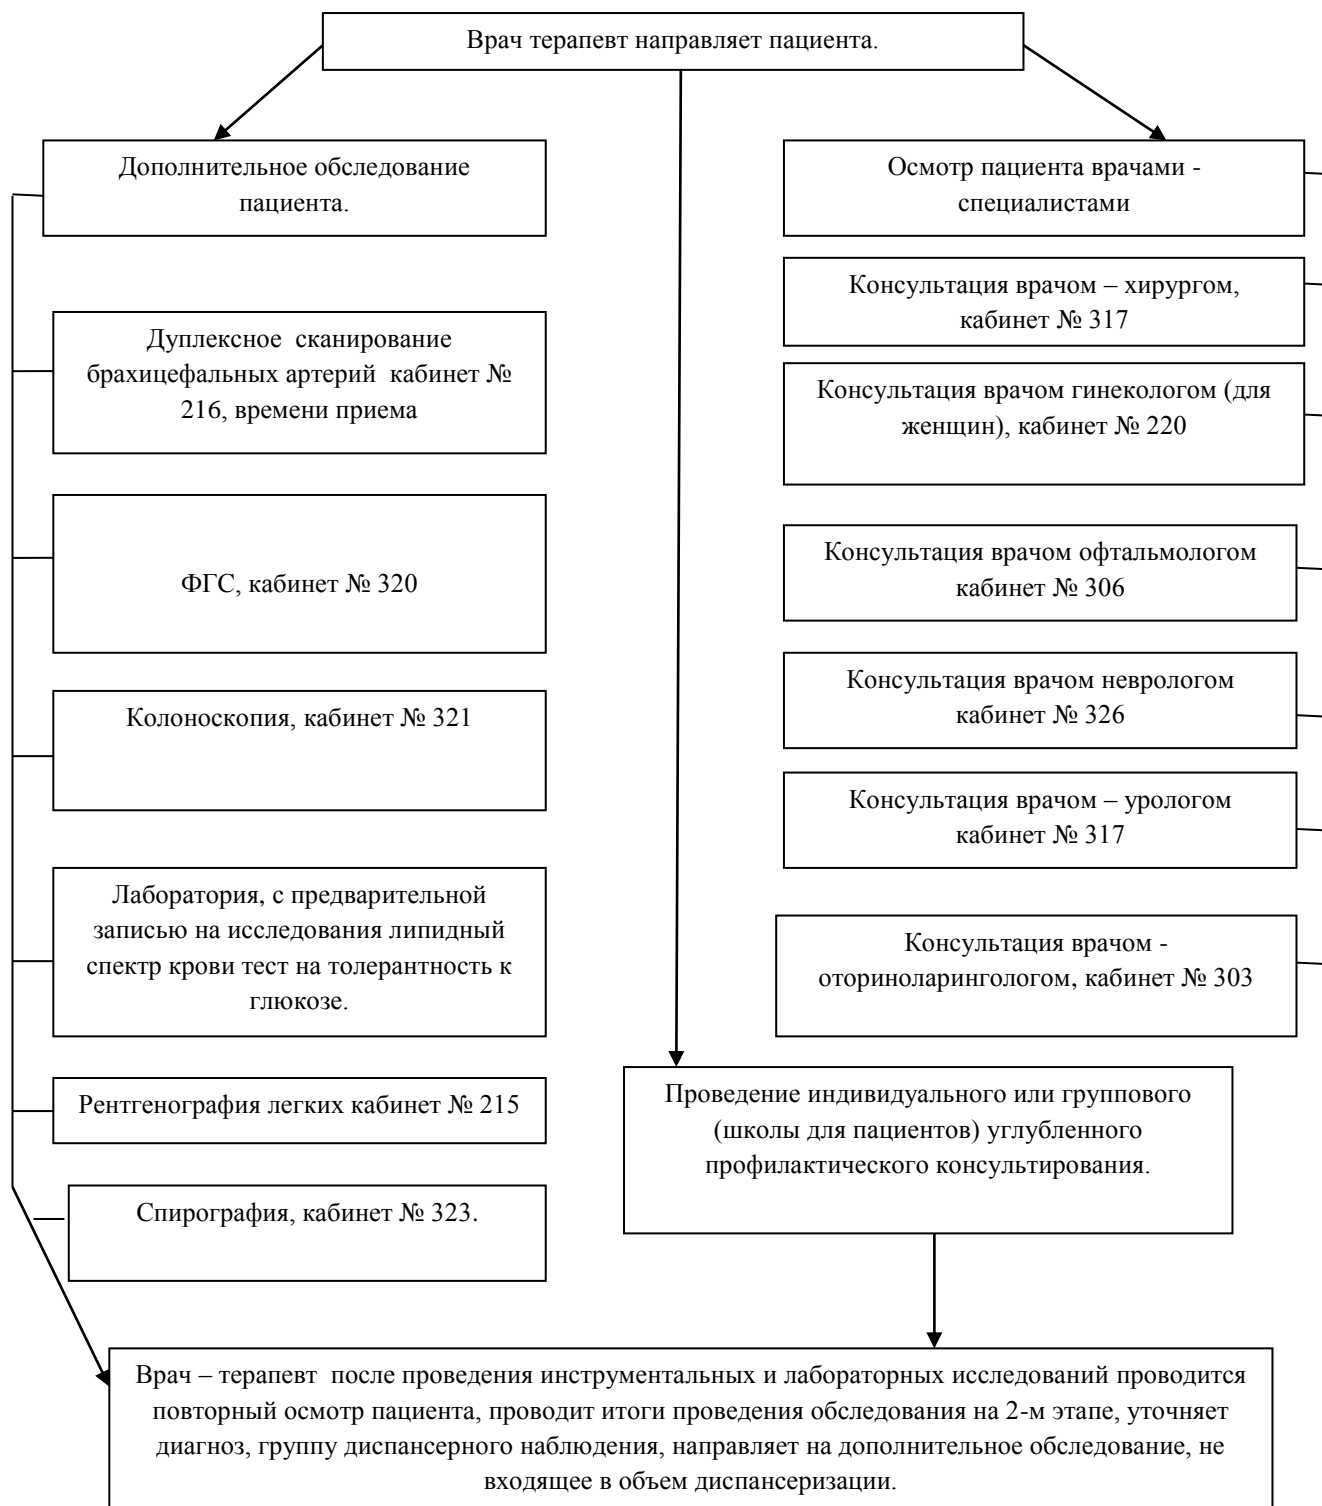 Врач терапевт направляет пациента.
Дополнительное обследование
пациента.
Дуплексное сканирование
брахицефальных артерий кабинет №
216, времени приема
ФГС, кабинет № 320
Колоноскопия, кабинет № 321
Лаборатория, с предварительной
записью на исследования липидный
спектр крови тест на толерантность к
глюкозе.
Рентгенография легких кабинет № 215
Спирография, кабинет № 323.
Осмотр пациента врачами -
специалистами
Консультация врачом – хирургом,
кабинет № 317
Консультация врачом гинекологом (для
женщин), кабинет № 220
Консультация врачом офтальмологом
кабинет № 306
Консультация врачом неврологом
кабинет № 326
Консультация врачом – урологом
кабинет № 317
Консультация врачом -
оториноларингологом, кабинет № 303
Проведение индивидуального или группового
(школы для пациентов) углубленного
профилактического консультирования.
Врач – терапевт после проведения инструментальных и лабораторных исследований проводится
повторный осмотр пациента, проводит итоги проведения обследования на 2-м этапе, уточняет
диагноз, группу диспансерного наблюдения, направляет на дополнительное обследование, не
входящее в объем диспансеризации.